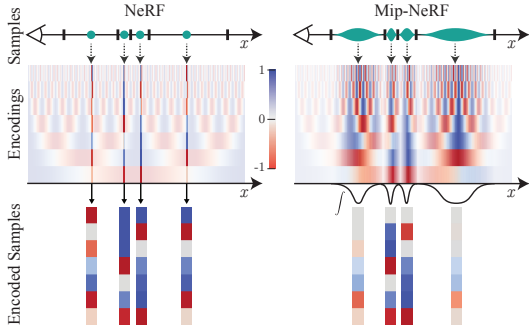 NeRF
Mip-NeRF
Samples
x
x
Encodings
1
0
-1
x
x
∫
Encoded Samples